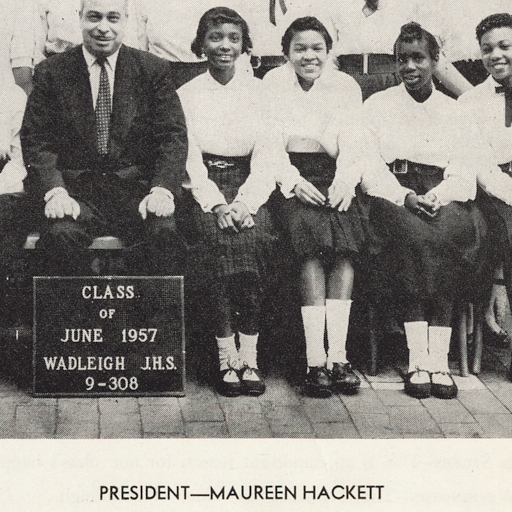 CLASS
OF
JUNE 1957
WADLEIGH J.H.S.
9-308
PRESIDENT—MAUREEN HACKETT